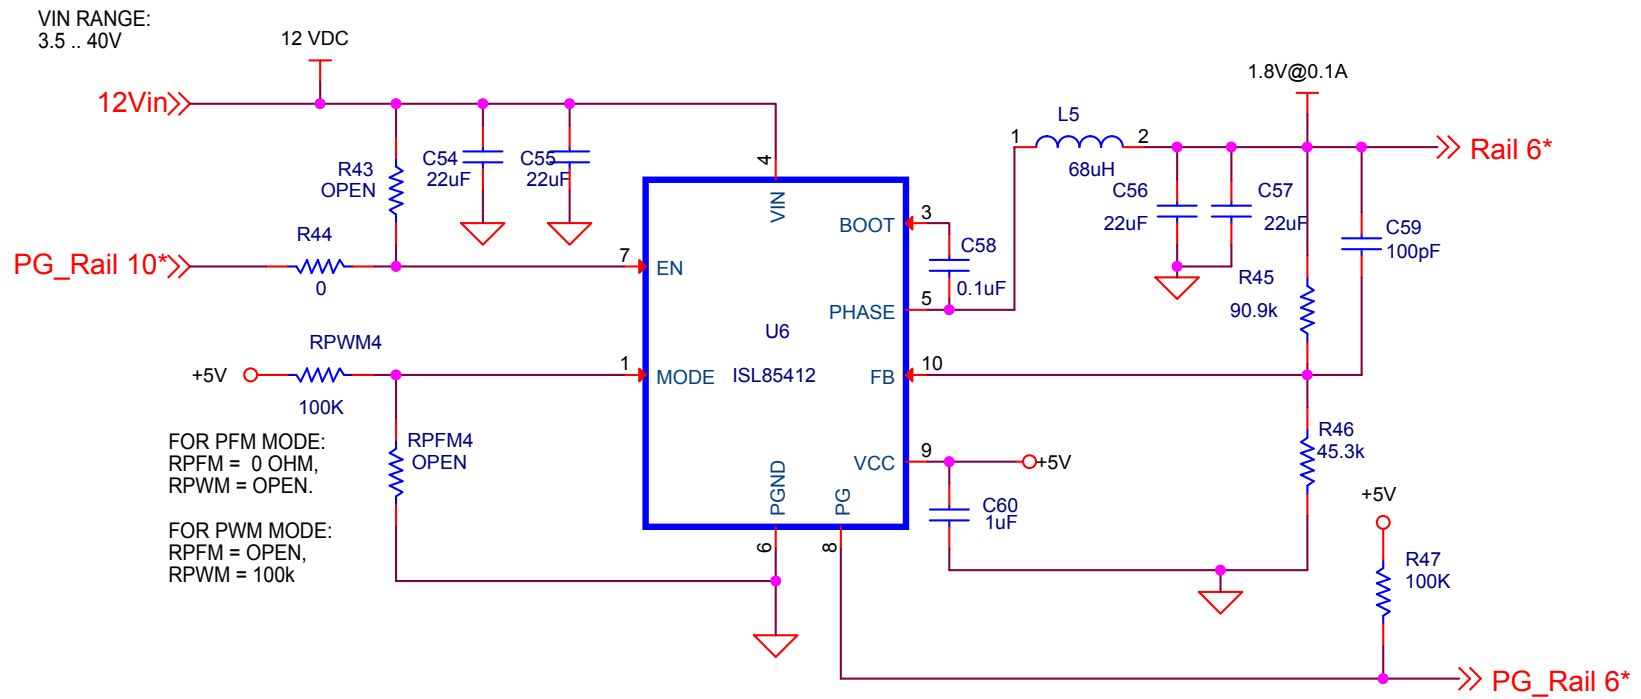 VIN RANGE:
3.5 .. 40V
12 VDC
12Vin
R43
OPEN
C54
22uF
C55
22uF
4
VIN
PG_Rail 10*
R44
0
7
EN
+5V
RPWM4
100K
1
MODE
U6
ISL85412
RPFM4
OPEN
FOR PFM MODE:
RPFM =  0 OHM,
RPWM = OPEN.
FOR PWM MODE:
RPFM = OPEN,
RPWM = 100k
PGND
6
PG
8
BOOT
3
C58
0.1uF
PHASE
5
FB
10
VCC
9
+5V
C60
1uF
1
L5
2
68uH
1.8V@0.1A
Rail 6*
C56
22uF
C57
22uF
C59
100pF
R45
90.9k
R46
45.3k
+5V
R47
100K
PG_Rail 6*